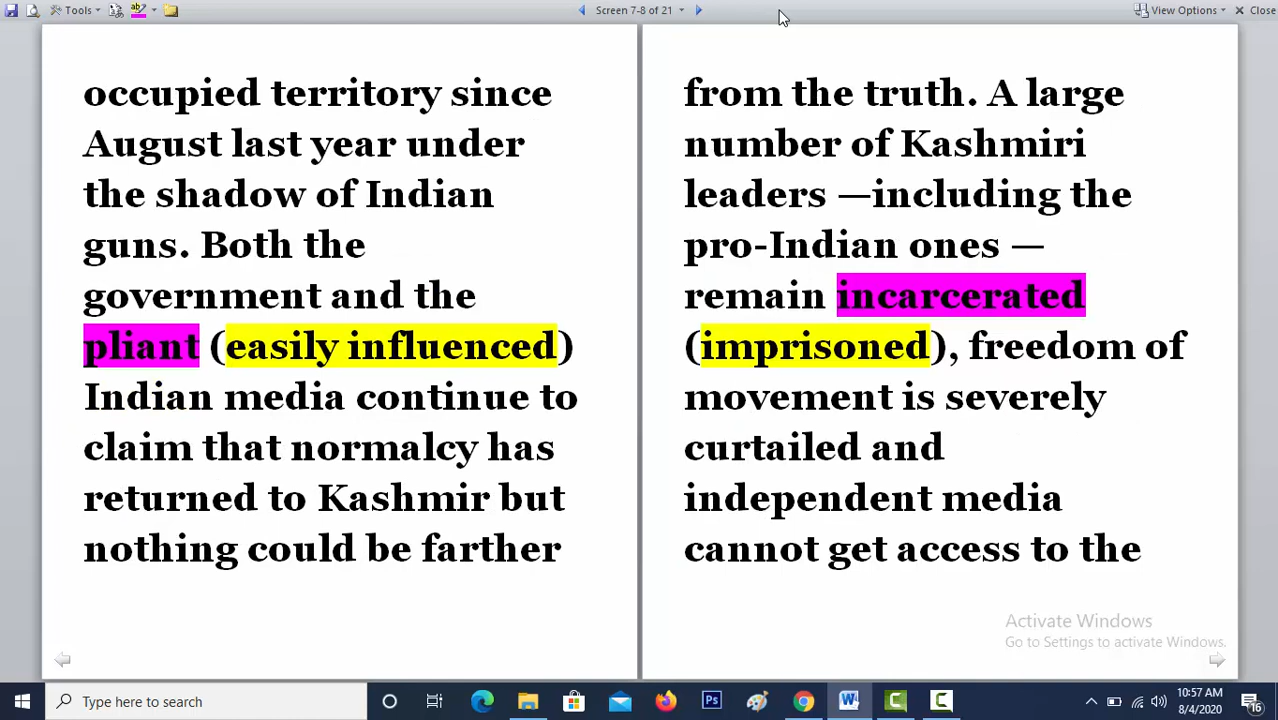 Tools
Screen 7-8 of 21
View Options
Close
occupied territory since
August last year under
the shadow of Indian
guns. Both the
government and the
pliant (easily influenced)
Indian media continue to
claim that normalcy has
returned to Kashmir but
nothing could be farther
from the truth. A large
number of Kashmiri
leaders —including the
pro-Indian ones —
remain incarcerated
(imprisoned), freedom of
movement is severely
curtailed and
independent media
cannot get access to the
Activate Windows
Go to Settings to activate Windows.
Type here to search
10:57 AM
8/4/2020
16